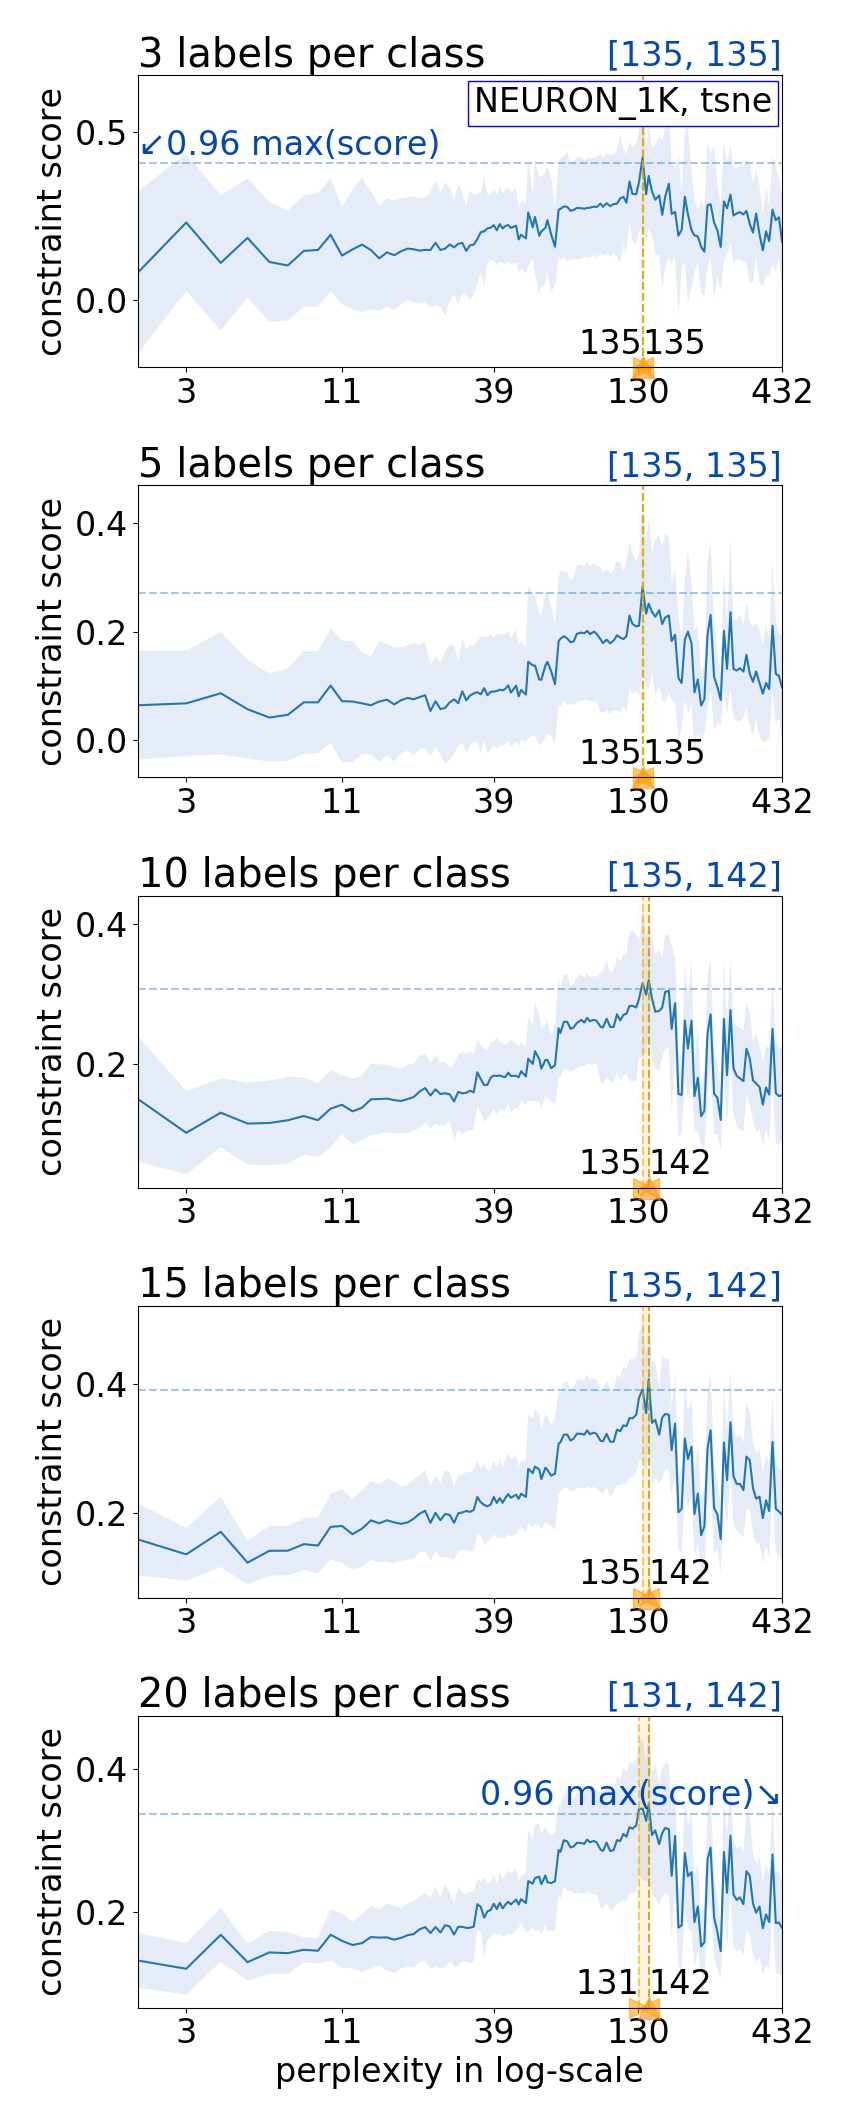 3 labels per class [135, 135]
NEURON_1K, tsne
↙0.96 max(score)
constraint score
0.5
0.0
135 135
3 11 39 130 432
5 labels per class [135, 135]
constraint score
0.4
0.2
0.0
135 135
3 11 39 130 432
10 labels per class [135, 142]
constraint score
0.4
0.2
135 142
3 11 39 130 432
15 labels per class [135, 142]
constraint score
0.4
0.2
135 142
3 11 39 130 432
20 labels per class [131, 142]
constraint score
0.4
0.96 max(score)↘
0.2
131 142
3 11 39 130 432
perplexity in log-scale